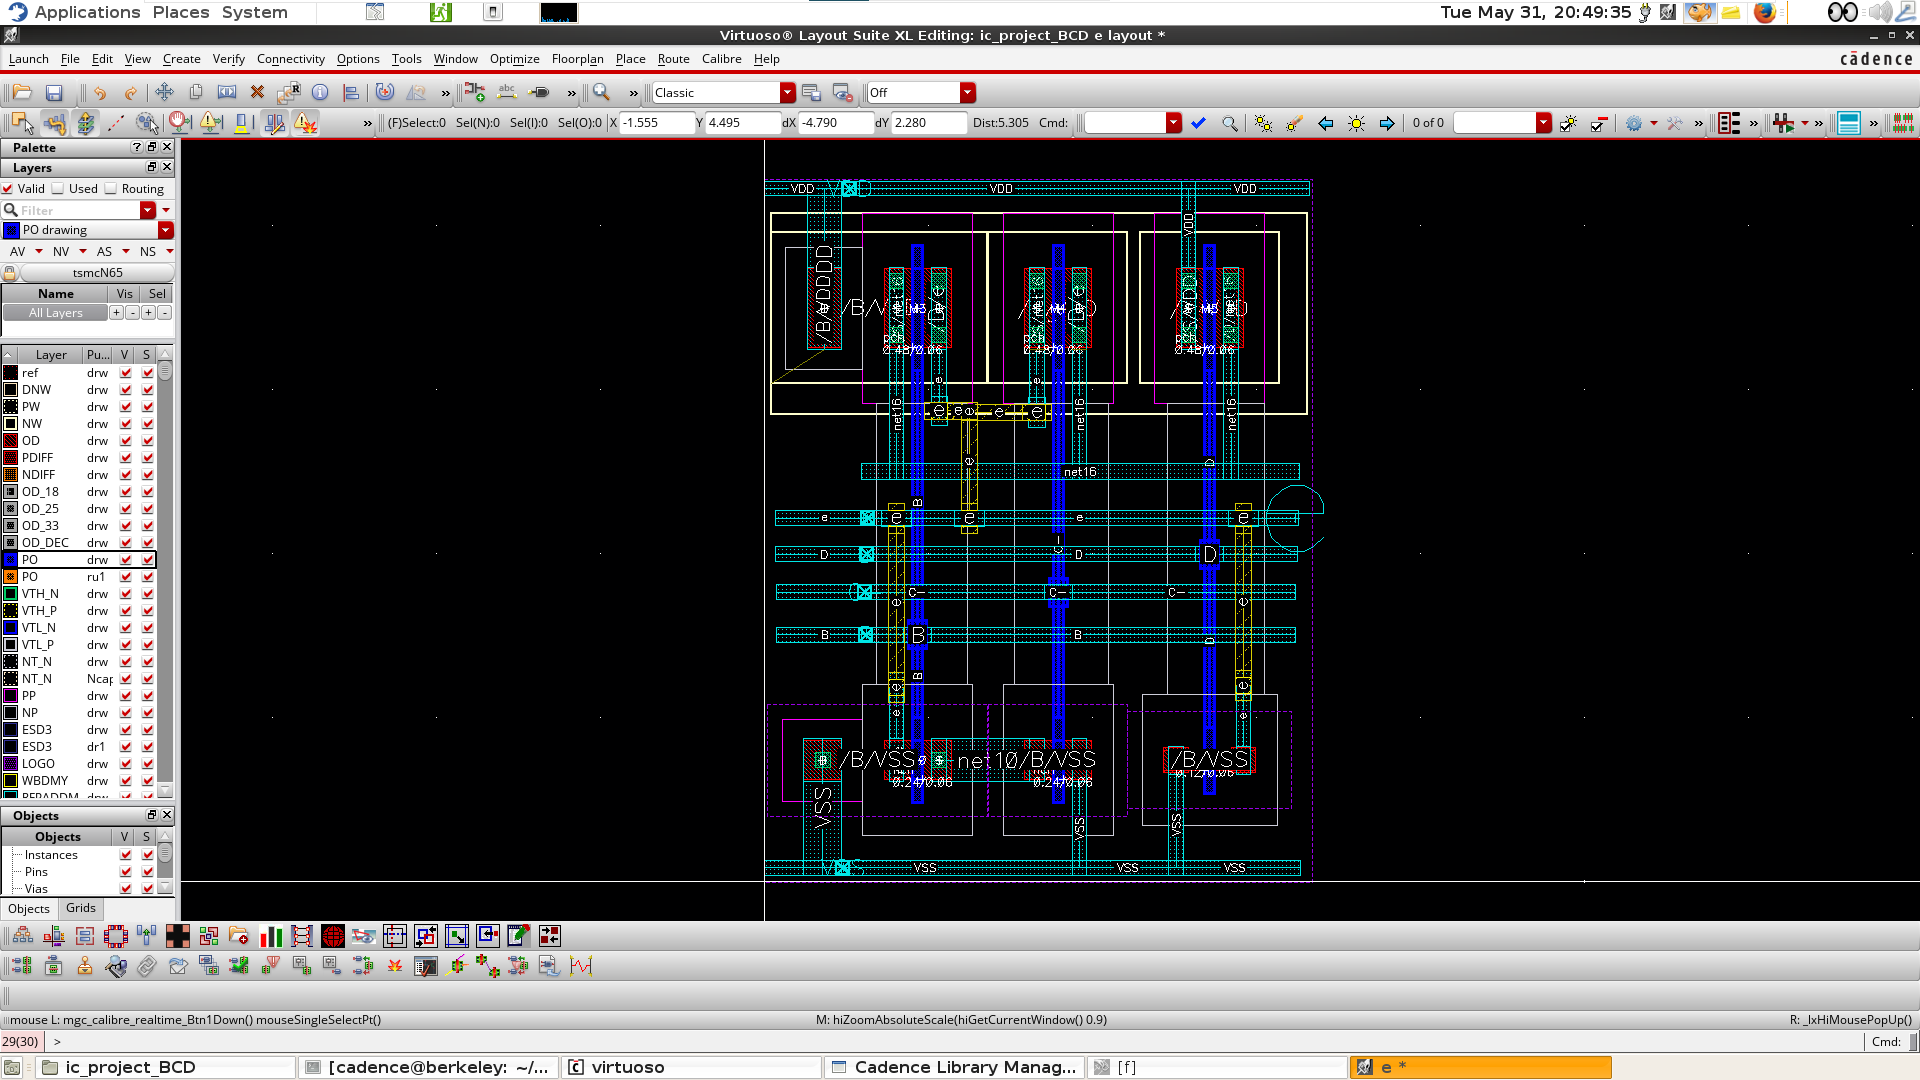 Applications Places System
Tue May 31, 20:49:35
Virtuoso® Layout Suite XL Editing: ic_project_BCD e layout *
Launch File Edit View Create Verify Connectivity Options Tools Window Optimize Floorplan Place Route Calibre Help
cādence
Classic Off
(F)Select:0 Sel(N):0 Sel(I):0 Sel(O):0 X -1.555 Y 4.495 dX -4.790 dY 2.280 Dist:5.305 Cmd: 0 of 0
Palette
Layers
Valid Used Routing
Filter
PO drawing
AV NV AS NS
tsmcN65
Name Vis Sel
All Layers + - + -
Layer Pu... V S
ref drw
DNW drw
PW drw
NW drw
OD drw
PDIFF drw
NDIFF drw
OD_18 drw
OD_25 drw
OD_33 drw
OD_DEC drw
PO drw
PO ru1
VTH_N drw
VTH_P drw
VTL_N drw
VTL_P drw
NT_N drw
NT_N Ncap
PP drw
NP drw
ESD3 drw
ESD3 dr1
LOGO drw
WBDMY drw
Objects
Objects V S
Instances
Pins
Vias
Objects Grids
VDD VDD VDD
VDD
0.48/0.06 0.48/0.06 0.48/0.06
e e
e e e e e
net16 net16 net16
e
net16
D
B
e e e e e
C-
D D D
e e
C- C- C-
B B B
D
B
e e
e e
/B/VSS net10/B/VSS /B/VSS
0.24/0.06 0.24/0.06 0.12/0.06
VSS VSS VSS
VSS VSS VSS
mouse L: mgc_calibre_realtime_Btn1Down() mouseSingleSelectPt() M: hiZoomAbsoluteScale(hiGetCurrentWindow() 0.9) R: _lxHiMousePopUp()
29(30) > Cmd:
ic_project_BCD [cadence@berkeley: ~/... virtuoso Cadence Library Manag... [f] e *